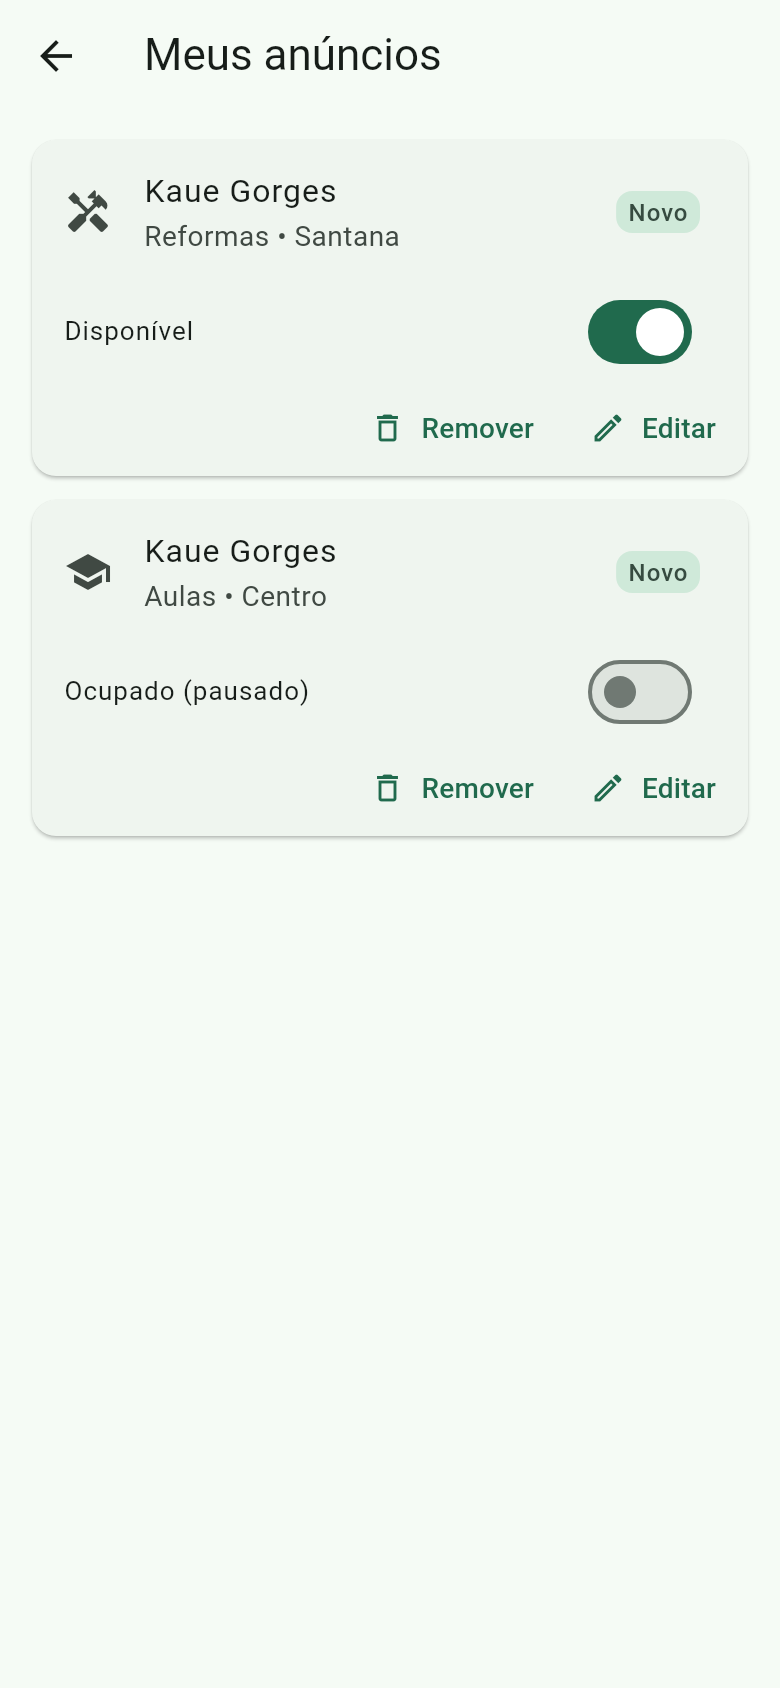 Meus anúncios
Kaue Gorges
Novo
Reformas • Santana
Disponível
Remover Editar
Kaue Gorges
Novo
Aulas • Centro
Ocupado (pausado)
Remover Editar